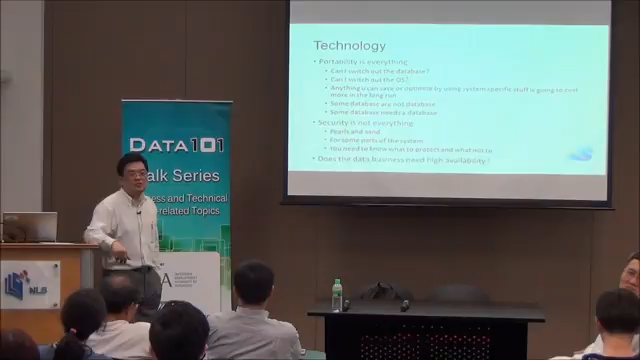 Technology
• Portability is everything
• Can I switch out the database?
• Can I switch out the OS?
• Anything u can save or optimize by using system specific stuff is going to cost
more in the long run
• Some database are not database
• Some database needs a database
• Security is not everything
• Pearls and sand
• For some parts of the system
• You need to know what to protect and what not to
• Does the data business need high availability?
DATA101
alk Series
ess and Technical
related Topics
NLB